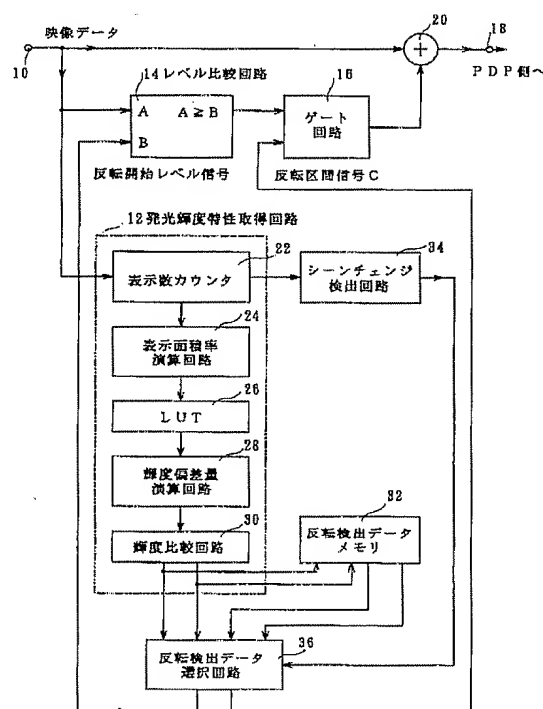 映像データ
10
20
18
PDP側へ
14レベル比較回路
A A≧B
B
16
ゲート
回路
反転開始レベル信号
反転区間信号C
12発光輝度特性取得回路
22
表示数カウンタ
34
シーンチェンジ
検出回路
24
表示面積率
演算回路
26
LUT
28
輝度偏差量
演算回路
30
輝度比較回路
32
反転検出データ
メモリ
36
反転検出データ
選択回路